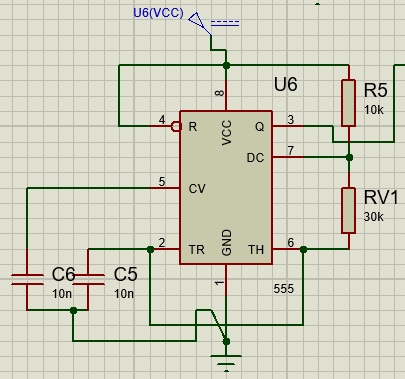 U6(VCC)
U6
8
R5
10k
4
R
VCC
Q
3
DC
7
5
CV
RV1
30k
2
TR
GND
TH
6
C6
10n
C5
10n
1
555